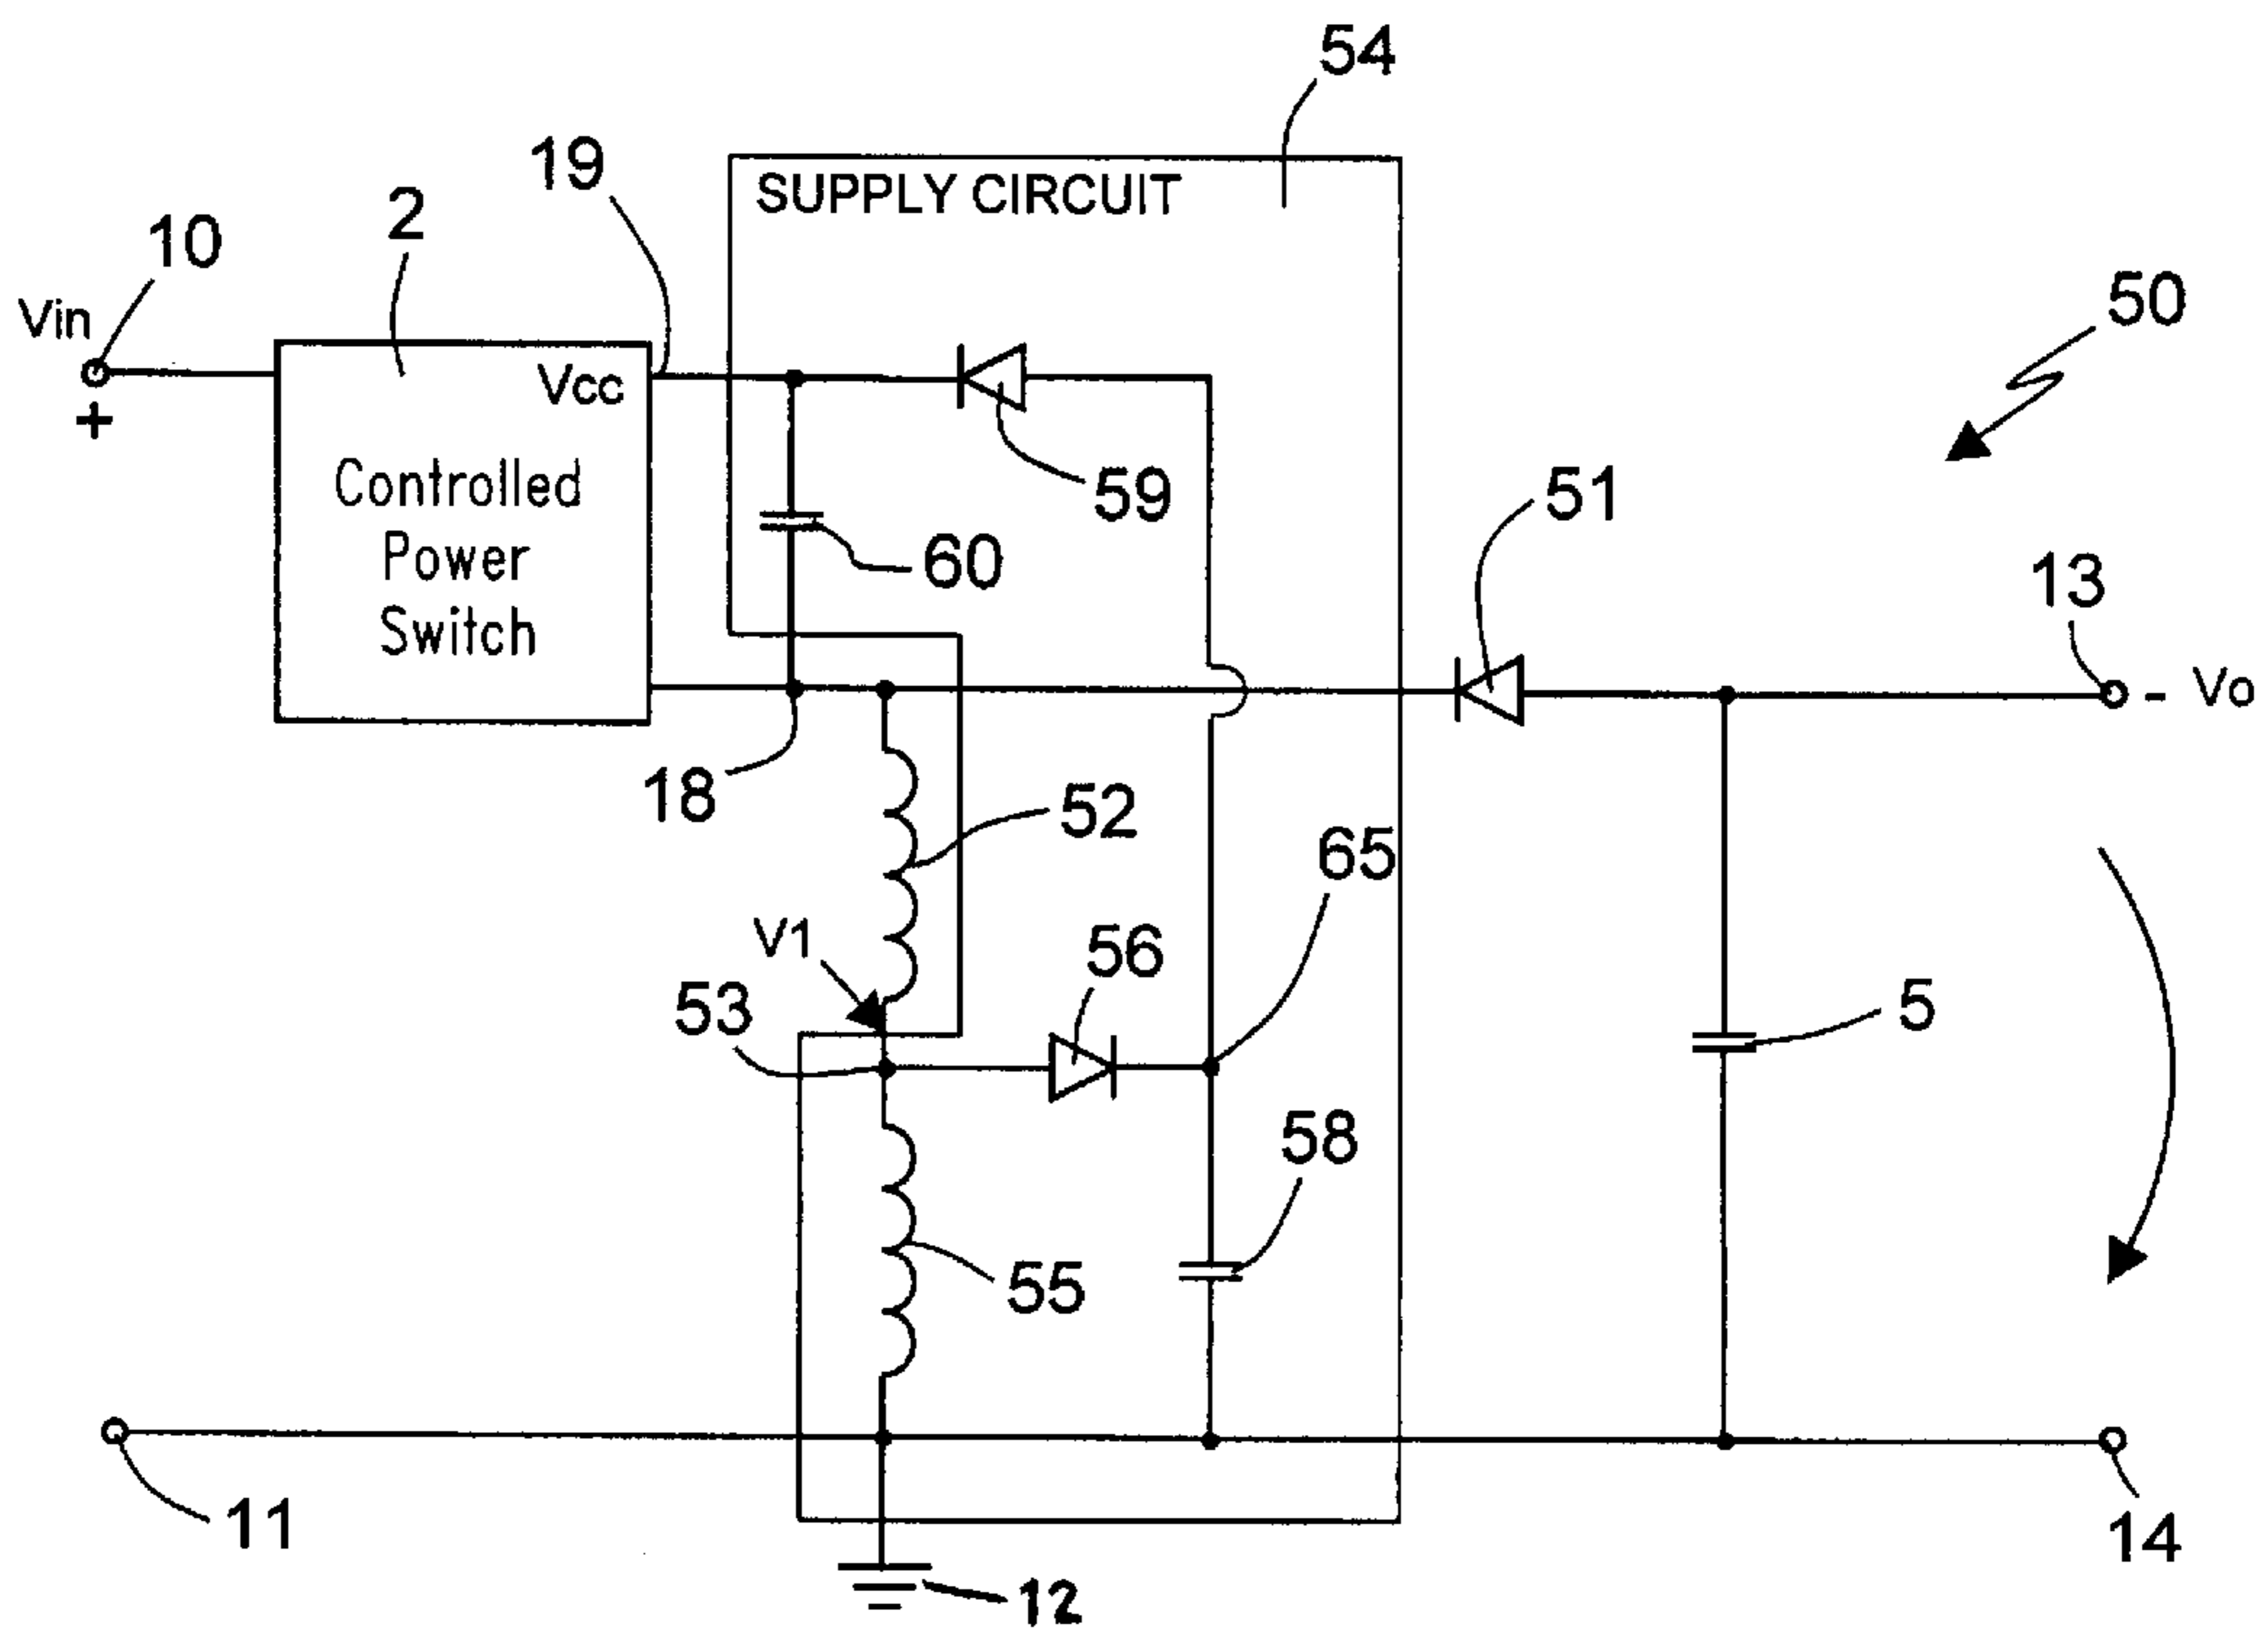 54
19
SUPPLY CIRCUIT
2
10
Vin
50
Vcc
+
Controlled
Power
Switch
59
51
60
13
- Vo
18
52
65
V1
56
53
5
58
55
11
14
12